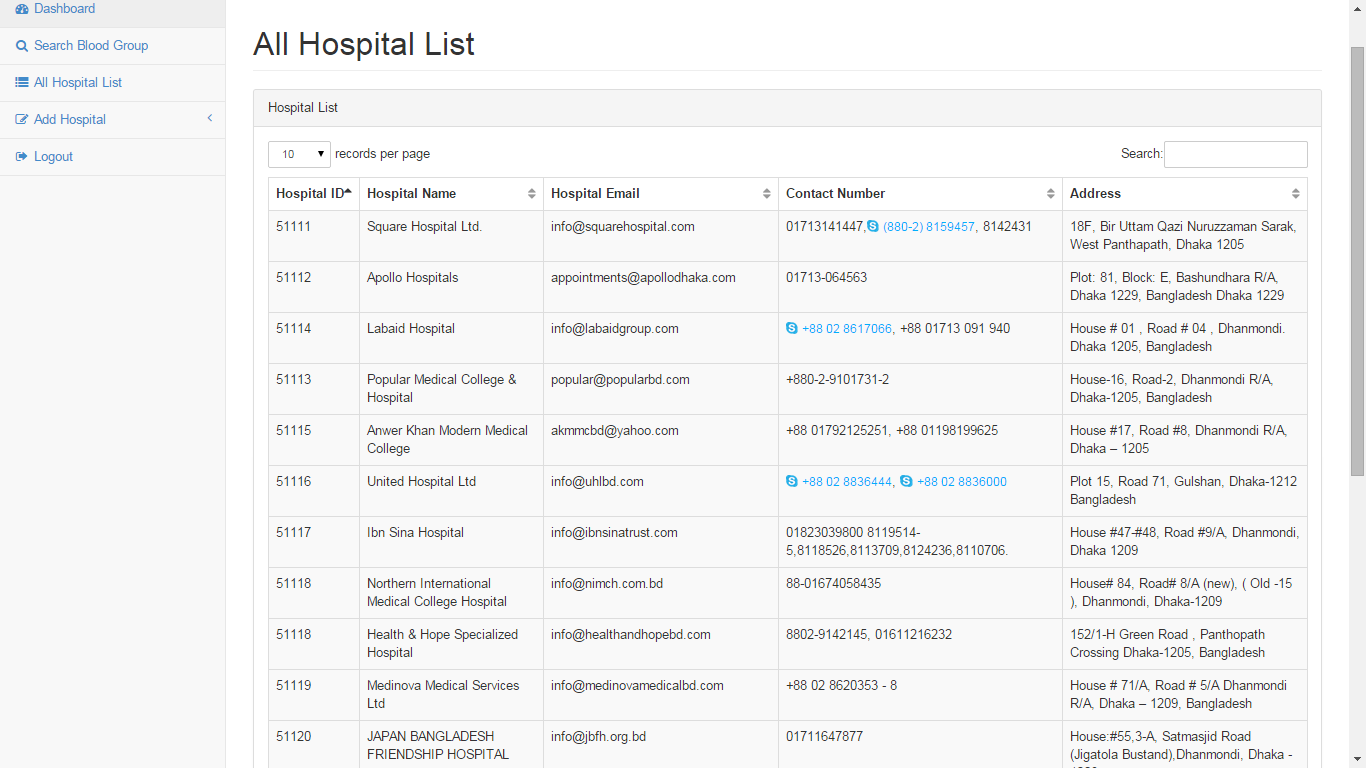 Dashboard
Search Blood Group
All Hospital List
Add Hospital
Logout
All Hospital List
Hospital List
10 records per page
Search:
Hospital ID Hospital Name Hospital Email Contact Number Address
51111 Square Hospital Ltd. info@squarehospital.com 01713141447, (880-2) 8159457, 8142431 18F, Bir Uttam Qazi Nuruzzaman Sarak,
West Panthapath, Dhaka 1205
51112 Apollo Hospitals appointments@apollodhaka.com 01713-064563 Plot: 81, Block: E, Bashundhara R/A,
Dhaka 1229, Bangladesh Dhaka 1229
51114 Labaid Hospital info@labaidgroup.com +88 02 8617066, +88 01713 091 940 House # 01 , Road # 04 , Dhanmondi.
Dhaka 1205, Bangladesh
51113 Popular Medical College & popular@popularbd.com +880-2-9101731-2 House-16, Road-2, Dhanmondi R/A,
Hospital Dhaka-1205, Bangladesh
51115 Anwer Khan Modern Medical akmmcbd@yahoo.com +88 01792125251, +88 01198199625 House #17, Road #8, Dhanmondi R/A,
College Dhaka – 1205
51116 United Hospital Ltd info@uhlbd.com +88 02 8836444, +88 02 8836000 Plot 15, Road 71, Gulshan, Dhaka-1212
Bangladesh
51117 Ibn Sina Hospital info@ibnsinatrust.com 01823039800 8119514- House #47-#48, Road #9/A, Dhanmondi,
5,8118526,8113709,8124236,8110706. Dhaka 1209
51118 Northern International info@nimch.com.bd 88-01674058435 House# 84, Road# 8/A (new), ( Old -15
Medical College Hospital ), Dhanmondi, Dhaka-1209
51118 Health & Hope Specialized info@healthandhopebd.com 8802-9142145, 01611216232 152/1-H Green Road , Panthopath
Hospital Crossing Dhaka-1205, Bangladesh
51119 Medinova Medical Services info@medinovamedicalbd.com +88 02 8620353 - 8 House # 71/A, Road # 5/A Dhanmondi
Ltd R/A, Dhaka – 1209, Bangladesh
51120 JAPAN BANGLADESH info@jbfh.org.bd 01711647877 House:#55,3-A, Satmasjid Road
FRIENDSHIP HOSPITAL (Jigatola Bustand),Dhanmondi, Dhaka -